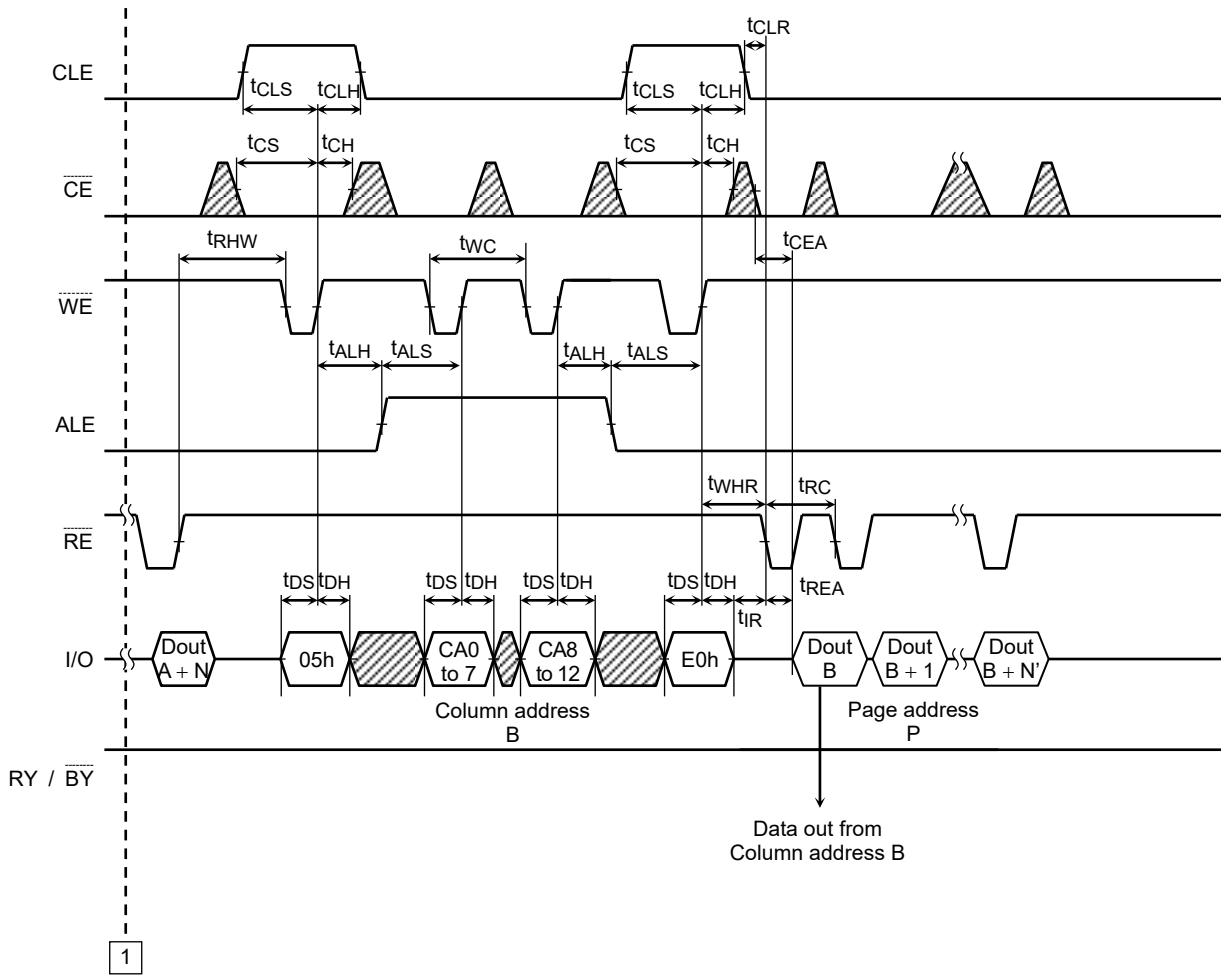 tCLR
CLE
tCLS tCLH tCLS tCLH
tCS tCH tCS tCH
CE
tRHW tWC tCEA
WE
tALH tALS tALH tALS
ALE
tWHR tRC
RE
tDS tDH tDS tDH tDS tDH tDS tDH tREA
tIR
I/O
Dout
A + N
05h
CA0
to 7
CA8
to 12
E0h
Dout
B
Dout
B + 1
Dout
B + N’
Column address
B
Page address
P
RY / BY
Data out from
Column address B
1